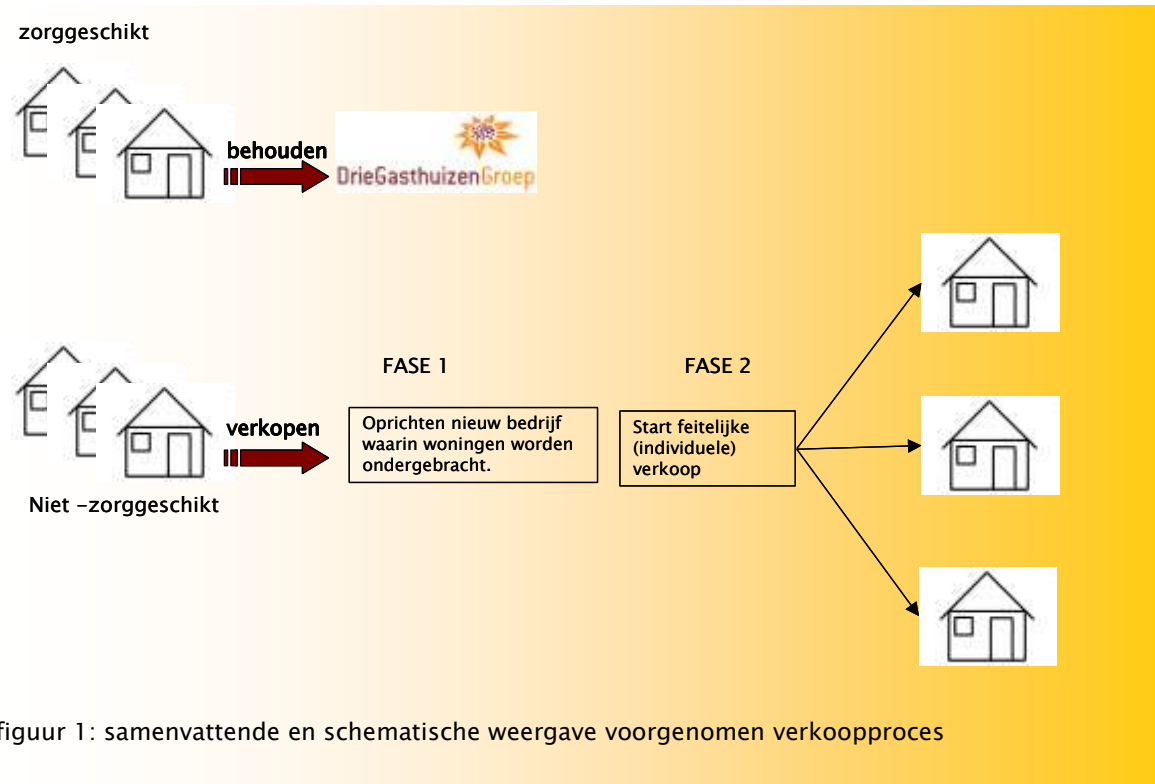 zorggeschikt
behouden
DrieGasthuizenGroep
FASE 1
FASE 2
verkopen
Oprichten nieuw bedrijf
waarin woningen worden
ondergebracht.
Start feitelijke
(individuele)
verkoop
Niet -zorggeschikt
figuur 1: samenvattende en schematische weergave voorgenomen verkoopproces